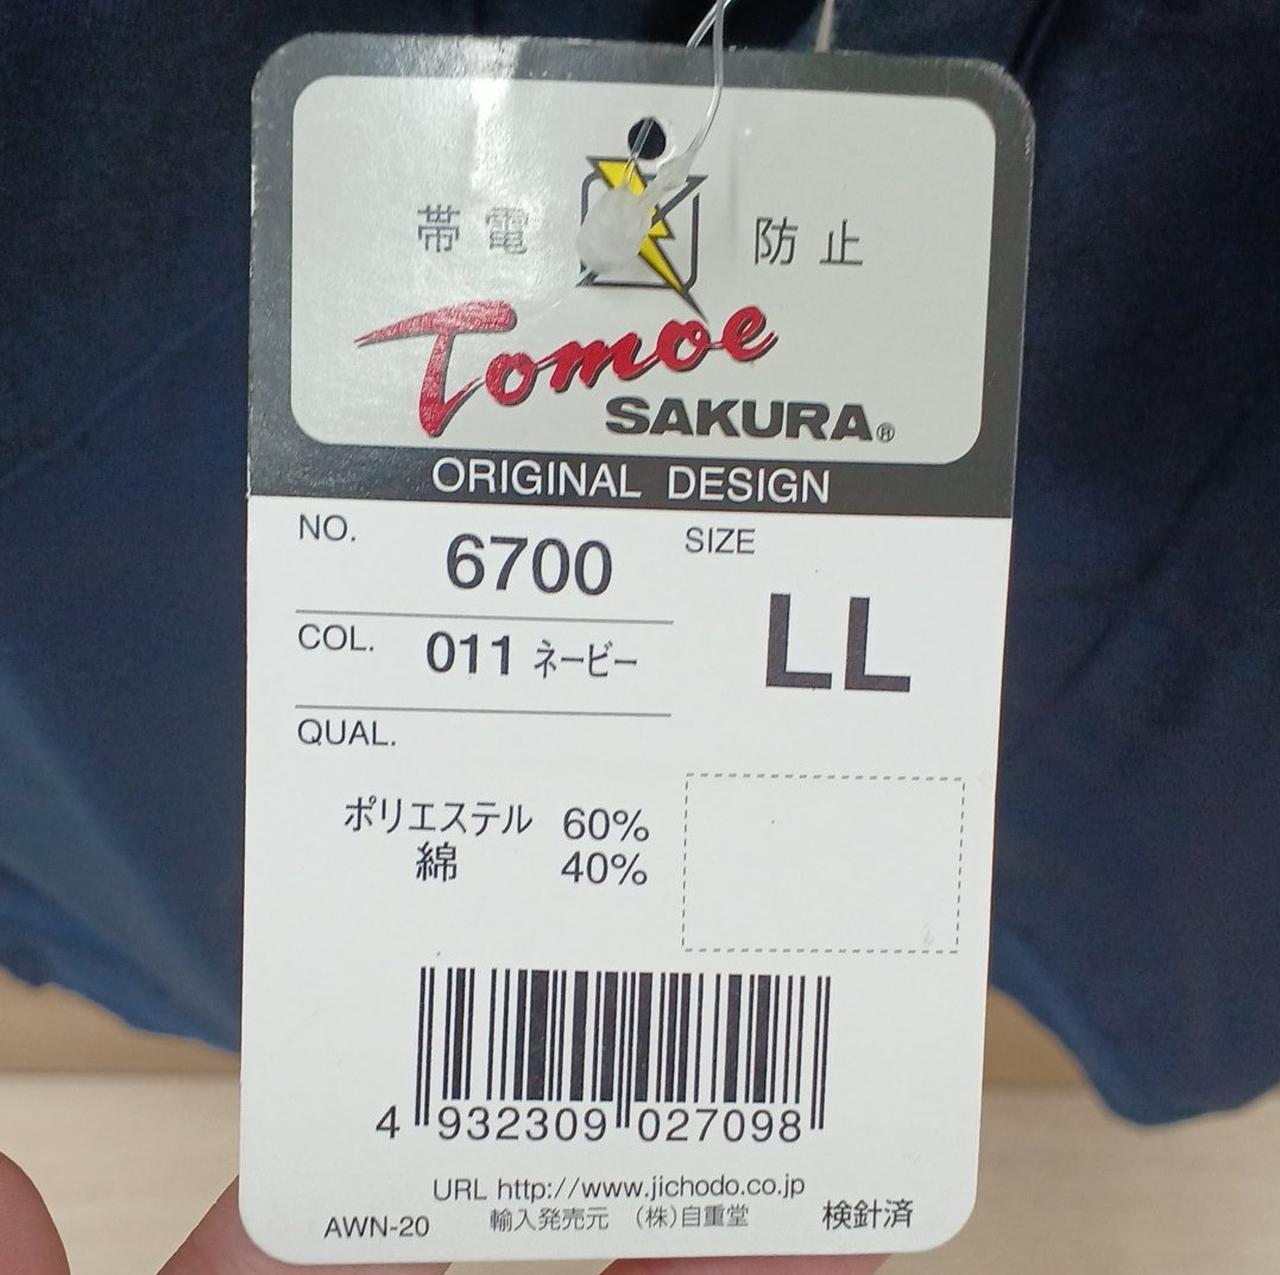 帯電 防止
Tomoe
SAKURA®
ORIGINAL DESIGN
NO. 6700
SIZE
LL
COL. 011 ネービー
QUAL.
ポリエステル 60%
綿 40%
4 932309 027098
URL http://www.jichodo.co.jp
AWN-20 輸入発売元 (株)自重堂 検針済